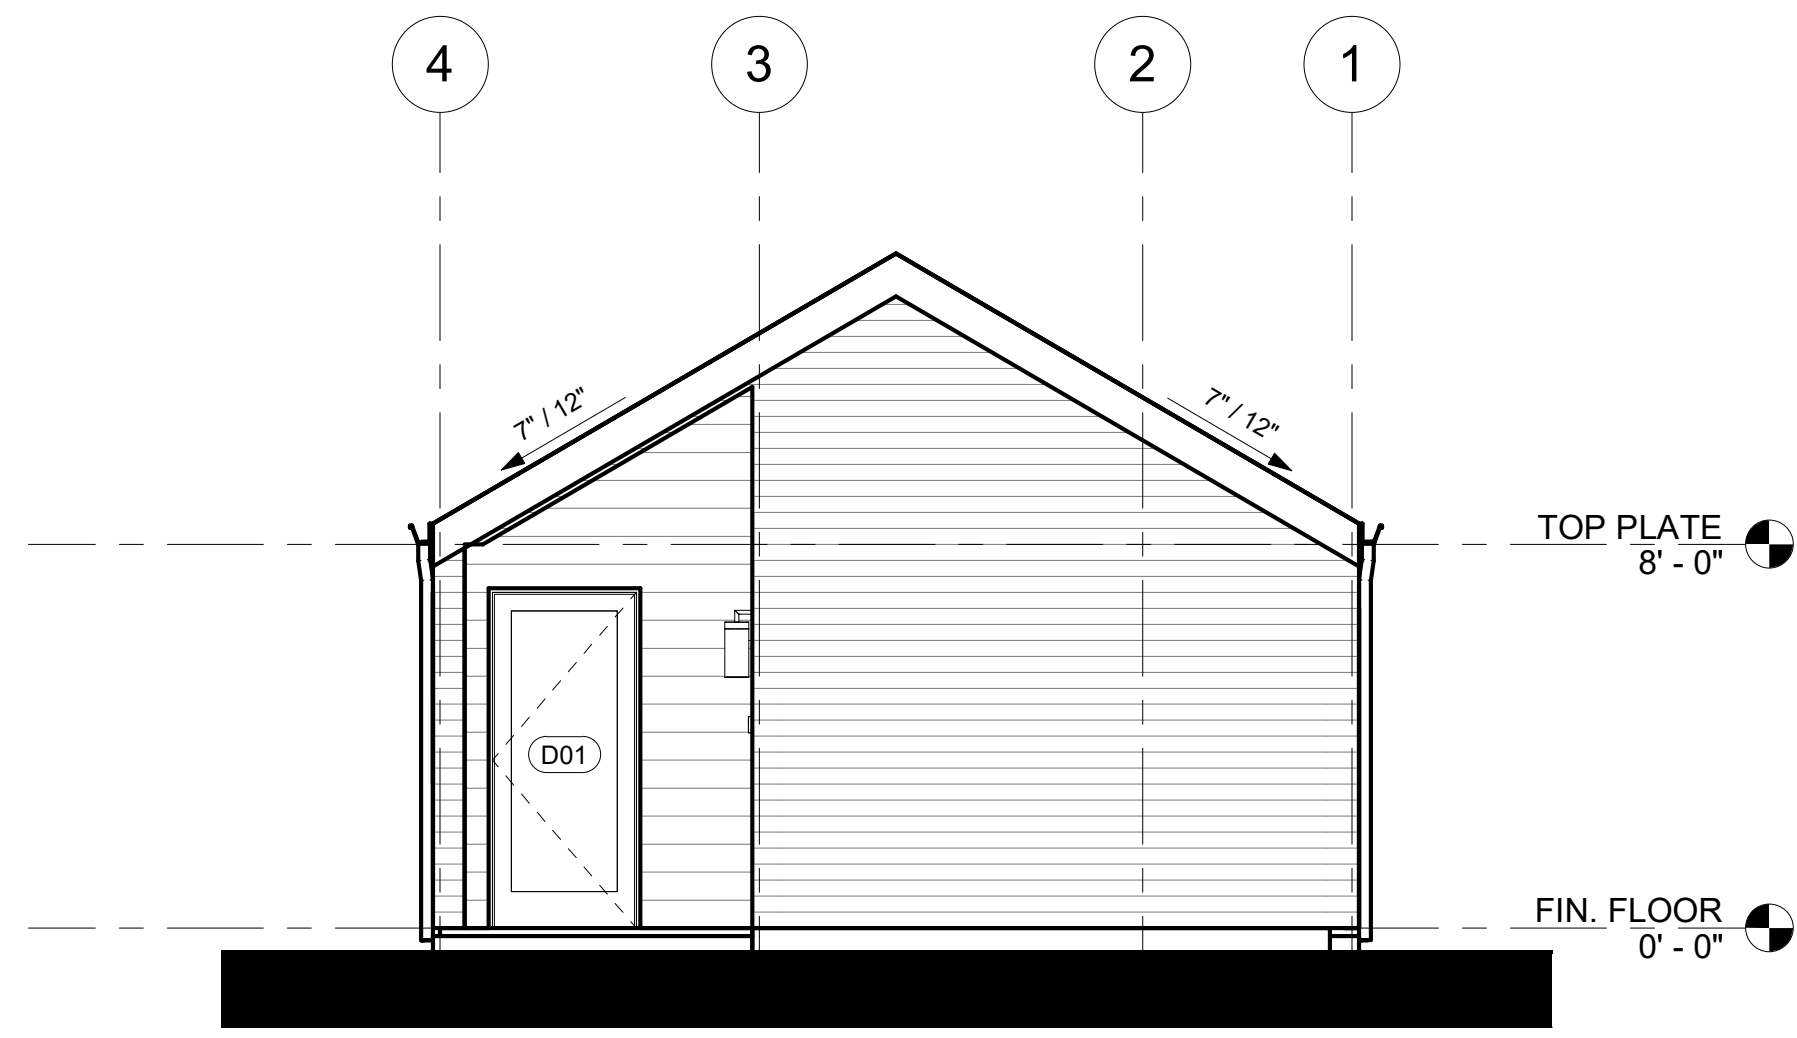 4
3
2
1
7" / 12"
7" / 12"
TOP PLATE
8' - 0"
D01
FIN. FLOOR
0' - 0"